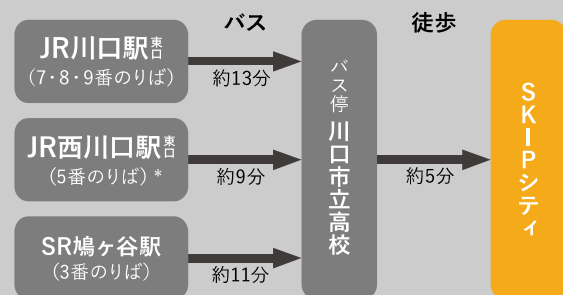 バス
徒歩
JR川口駅東口
(7・8・9番のりば)
約13分
JR西川口駅東口
(5番のりば)*
約9分
SR鳩ヶ谷駅
(3番のりば)
約11分
バス停 川口市立高校
約5分
SKIPシティ